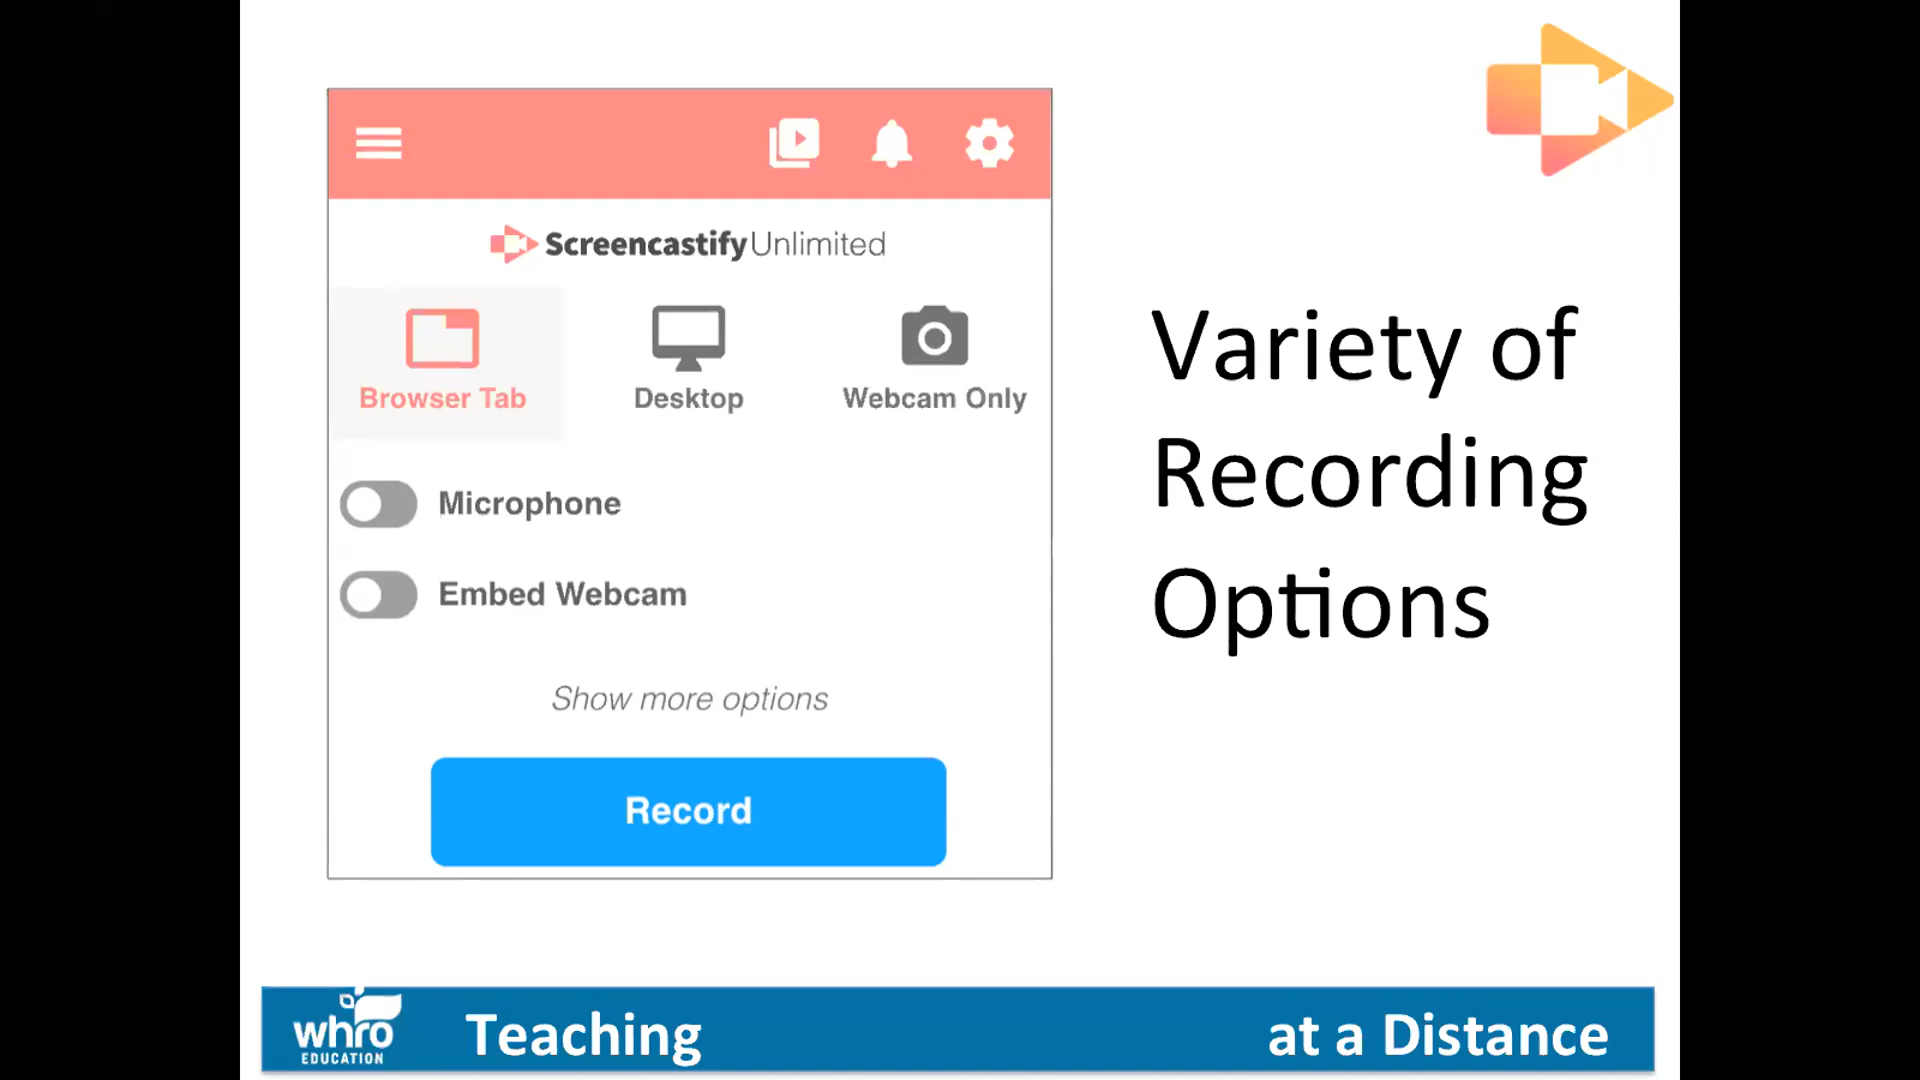 Screencastify Unlimited
Browser Tab
Desktop
Webcam Only
Microphone
Embed Webcam
Show more options
Record
Variety of
Recording
Options
whro
EDUCATION
Teaching
at a Distance